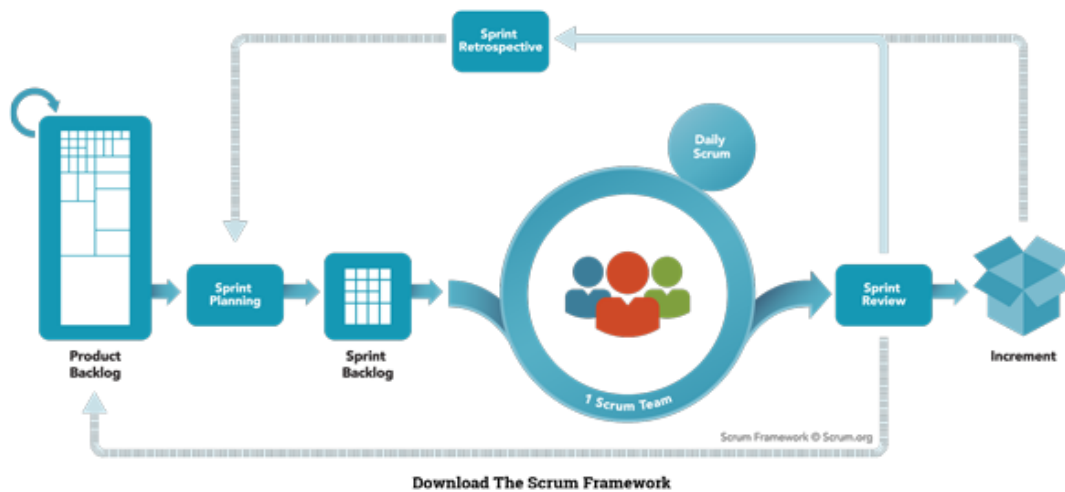 Sprint
Retrospective
Daily
Scrum
Sprint
Planning
Sprint
Review
Product
Backlog
Sprint
Backlog
Increment
1 Scrum Team
Scrum Framework © Scrum.org
Download The Scrum Framework